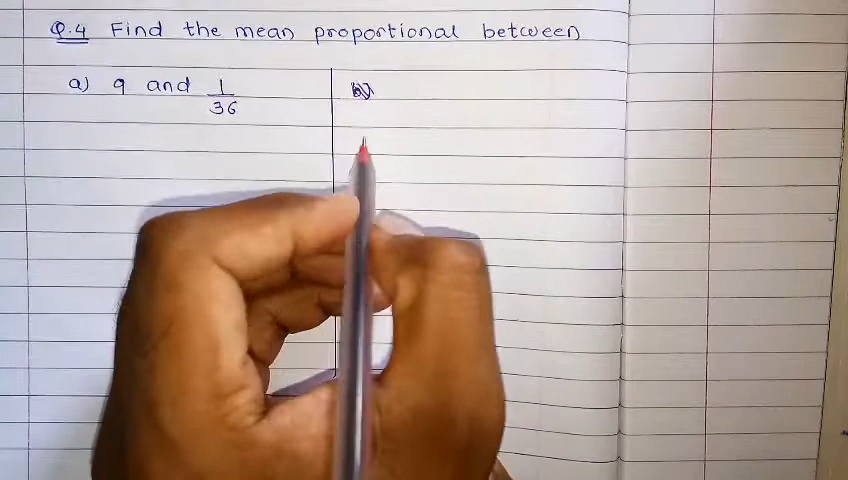 Q.4 Find the mean proportional between
a) 9 and 1/36